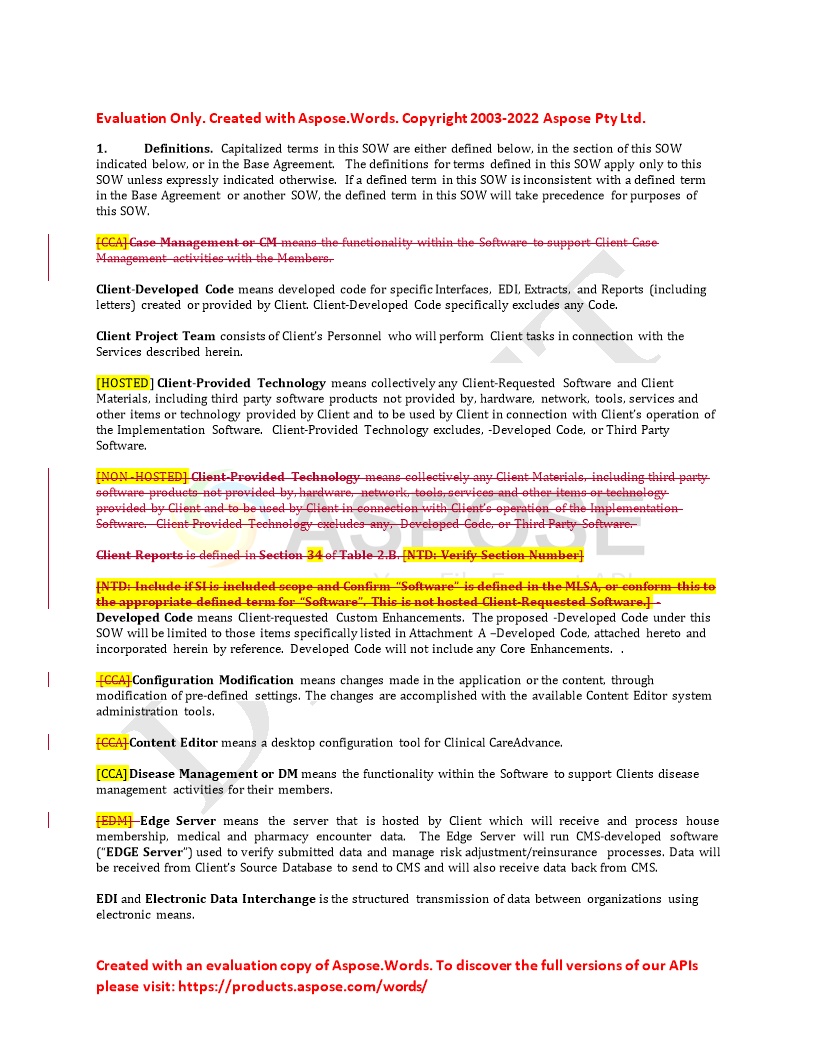 Evaluation Only. Created with Aspose.Words. Copyright 2003-2022 Aspose Pty Ltd.
1. Definitions. Capitalized terms in this SOW are either defined below, in the section of this SOW
indicated below, or in the Base Agreement. The definitions for terms defined in this SOW apply only to this
SOW unless expressly indicated otherwise. If a defined term in this SOW is inconsistent with a defined term
in the Base Agreement or another SOW, the defined term in this SOW will take precedence for purposes of
this SOW.
[CCA]Case Management or CM means the functionality within the Software to support Client Case
Management activities with the Members.
Client-Developed Code means developed code for specific Interfaces, EDI, Extracts, and Reports (including
letters) created or provided by Client. Client-Developed Code specifically excludes any Code.
Client Project Team consists of Client's Personnel who will perform Client tasks in connection with the
Services described herein.
[HOSTED] Client-Provided Technology means collectively any Client-Requested Software and Client
Materials, including third party software products not provided by, hardware, network, tools, services and
other items or technology provided by Client and to be used by Client in connection with Client's operation of
the Implementation Software. Client-Provided Technology excludes, -Developed Code, or Third Party
Software.
[NON-HOSTED] Client-Provided Technology means collectively any Client Materials, including third party
software products not provided by, hardware, network, tools, services and other items or technology
provided by Client and to be used by Client in connection with Client's operation of the Implementation
Software. Client Provided Technology excludes any, Developed Code, or Third Party Software.
ASPOSE
Client Reports is defined in Section 34 of Table 2.B. [NTD: Verify Section Number]
[NTD: Include if SI is included scope and Confirm "Software" is defined in the MLSA, or conform this to
the appropriate defined term for "Software". This is not hosted Client-Requested Software.] -
Developed Code means Client-requested Custom Enhancements. The proposed -Developed Code under this
SOW will be limited to those items specifically listed in Attachment A –Developed Code, attached hereto and
incorporated herein by reference. Developed Code will not include any Core Enhancements. .
[CCA]Configuration Modification means changes made in the application or the content, through
modification of pre-defined settings. The changes are accomplished with the available Content Editor system
administration tools.
[CCA]Content Editor means a desktop configuration tool for Clinical CareAdvance.
[CCA]Disease Management or DM means the functionality within the Software to support Clients disease
management activities for their members.
[EDM] Edge Server means the server that is hosted by Client which will receive and process house
membership, medical and pharmacy encounter data. The Edge Server will run CMS-developed software
("EDGE Server") used to verify submitted data and manage risk adjustment/reinsurance processes. Data will
be received from Client's Source Database to send to CMS and will also receive data back from CMS.
EDI and Electronic Data Interchange is the structured transmission of data between organizations using
electronic means.
Created with an evaluation copy of Aspose.Words. To discover the full versions of our APIs
please visit: https://products.aspose.com/words/